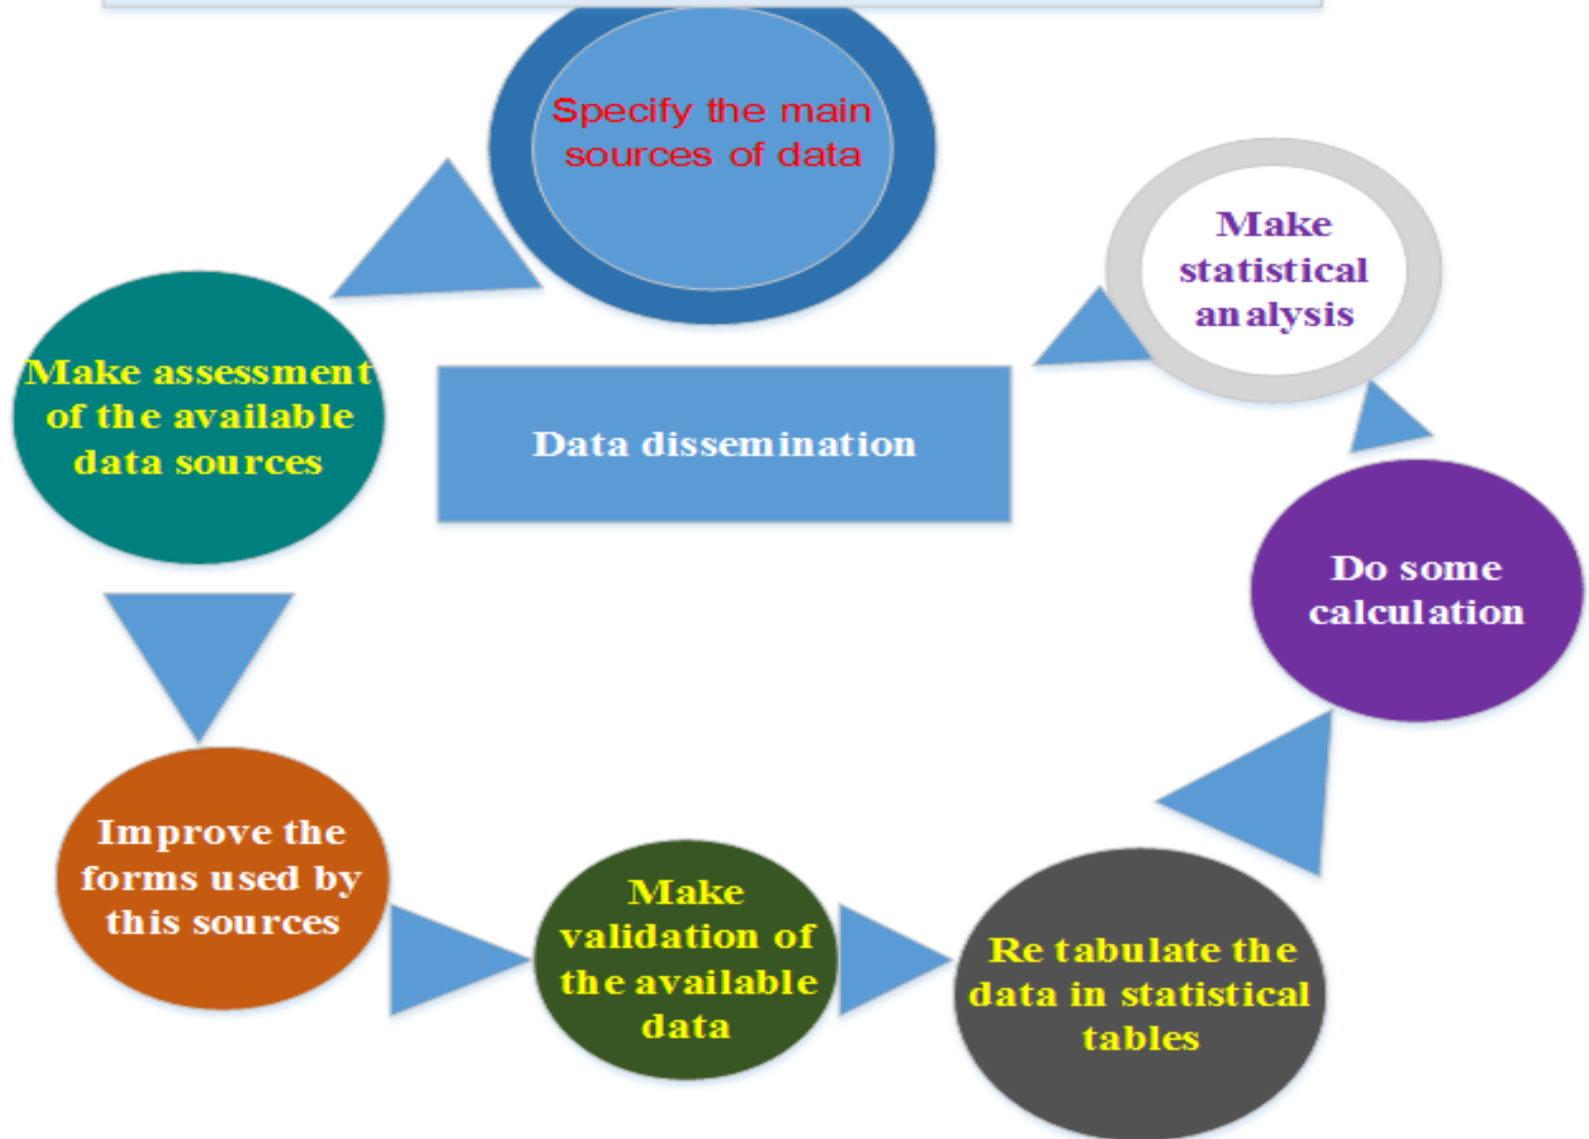 Specify the main
sources of data
Make assessment
of the available
data sources
Improve the
forms used by
this sources
Make
validation of
the available
data
Re tabulate the
data in statistical
tables
Do some
calculation
Make
statistical
analysis
Data dissemination